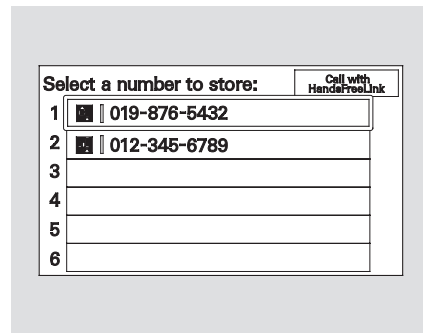 Select a number to store:
Call with
HandsFreeLink
1 019-876-5432
2 012-345-6789
3
4
5
6